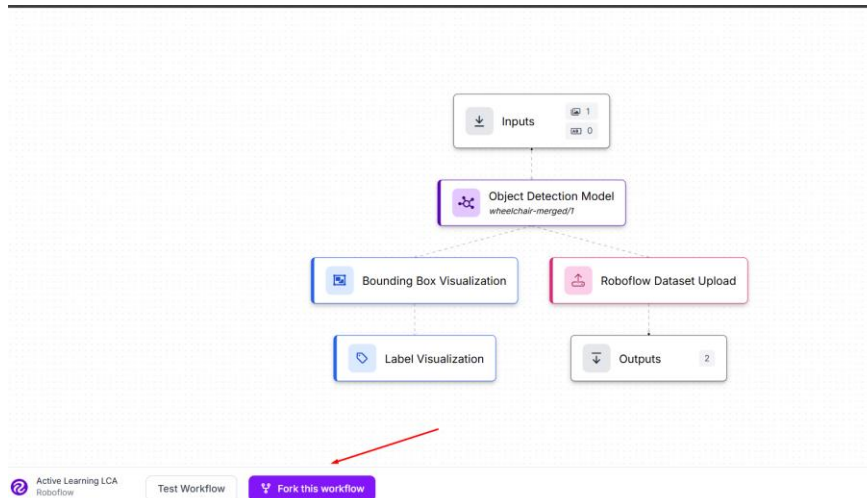 Inputs
1
0
Object Detection Model
wheelchair-merged/1
Bounding Box Visualization
Roboflow Dataset Upload
Label Visualization
Outputs
2
Active Learning LCA
Roboflow
Test Workflow
Fork this workflow